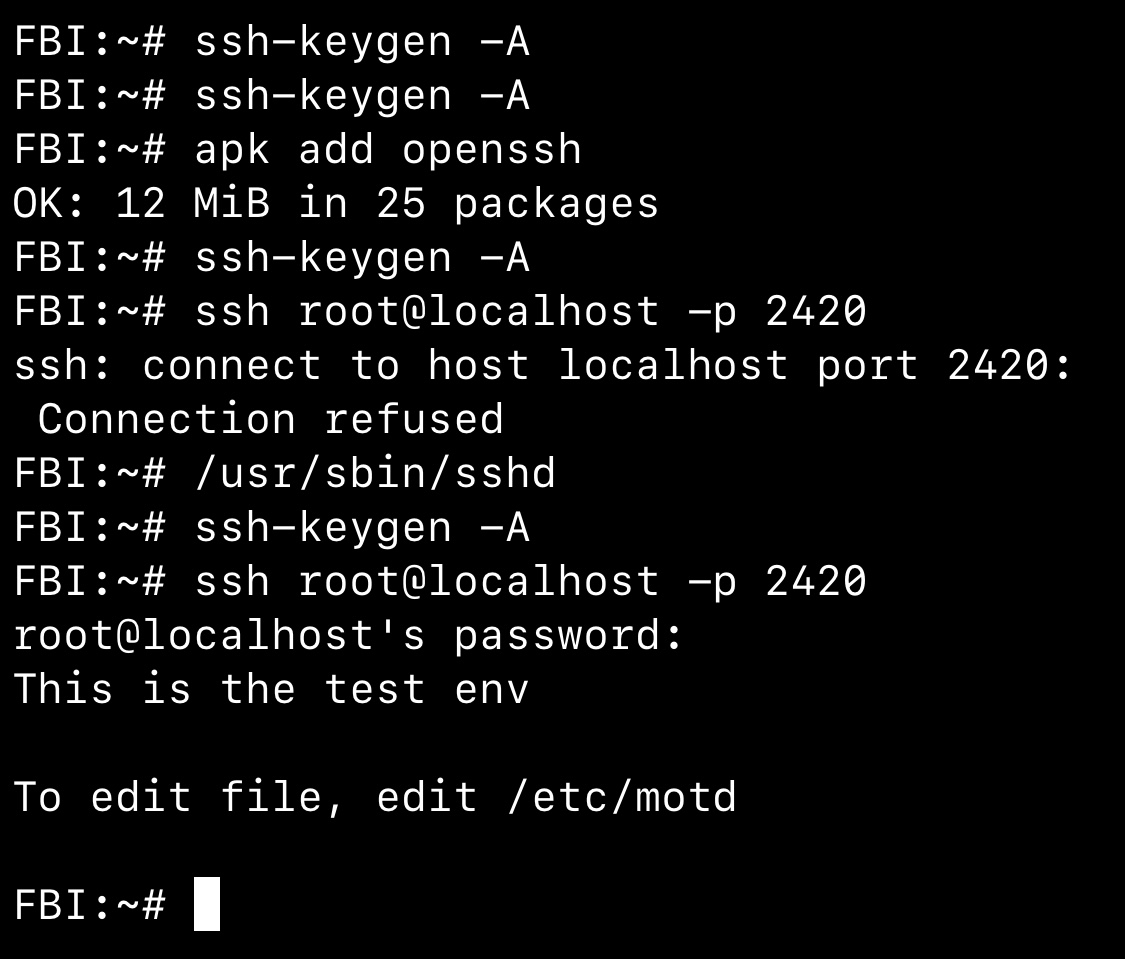 FBI:~# ssh-keygen -A
FBI:~# ssh-keygen -A
FBI:~# apk add openssh
OK: 12 MiB in 25 packages
FBI:~# ssh-keygen -A
FBI:~# ssh root@localhost -p 2420
ssh: connect to host localhost port 2420:
 Connection refused
FBI:~# /usr/sbin/sshd
FBI:~# ssh-keygen -A
FBI:~# ssh root@localhost -p 2420
root@localhost's password:
This is the test env

To edit file, edit /etc/motd

FBI:~#